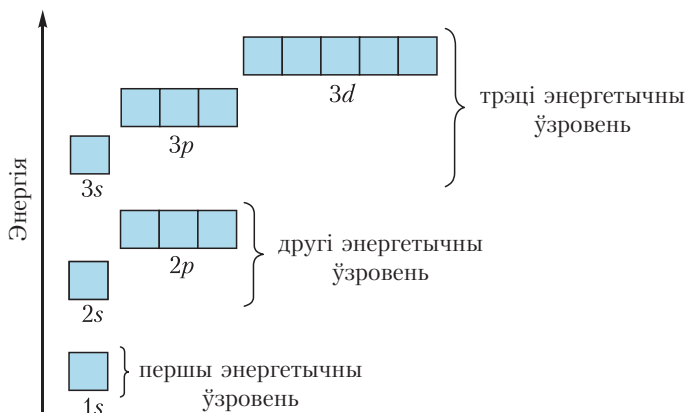 Энергія
3d
трэці энергетычны
ўзровень
3p
3s
2p
другі энергетычны
ўзровень
2s
першы энергетычны
ўзровень
1s